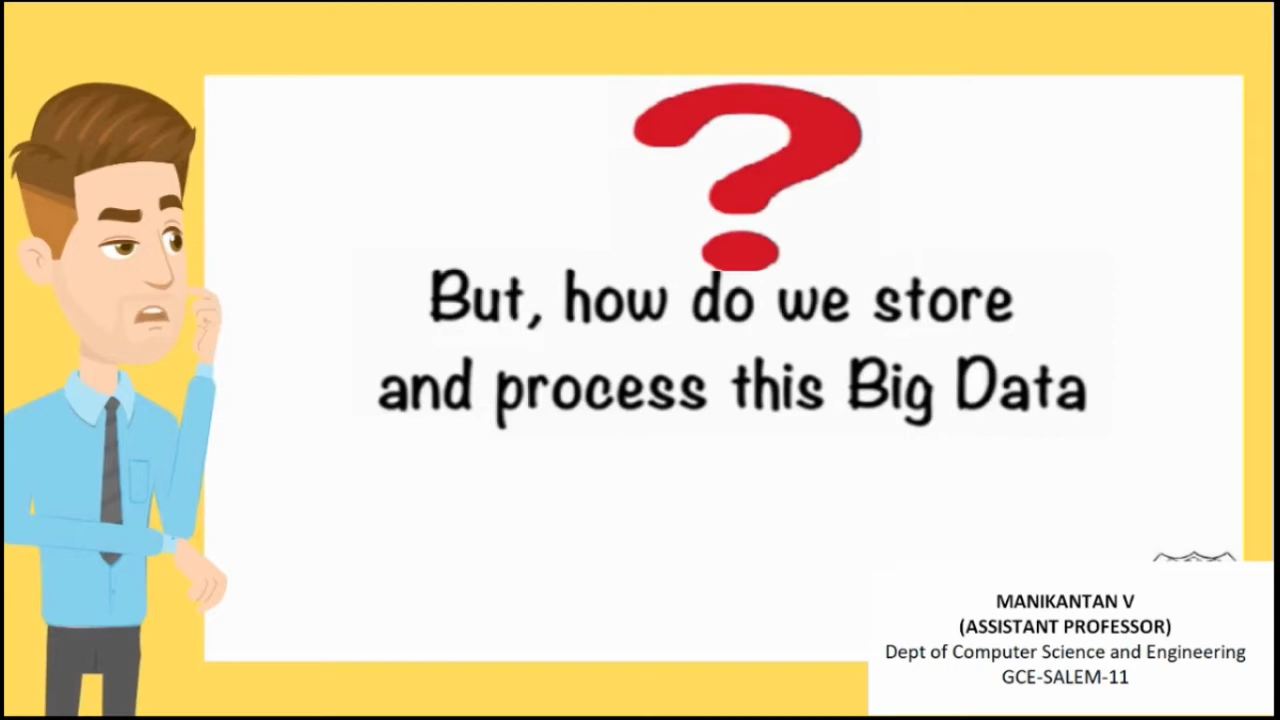 ?
But, how do we store
and process this Big Data
MANIKANTAN V
(ASSISTANT PROFESSOR)
Dept of Computer Science and Engineering
GCE-SALEM-11